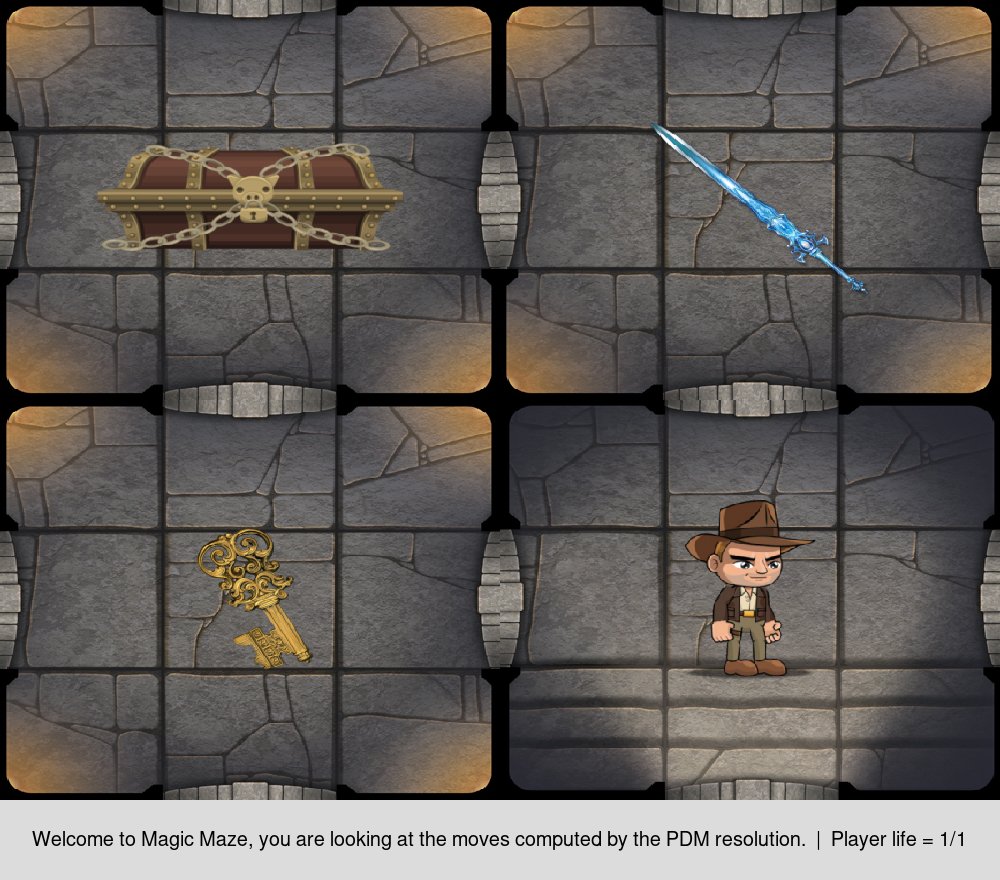 Welcome to Magic Maze, you are looking at the moves computed by the PDM resolution.  |  Player life = 1/1